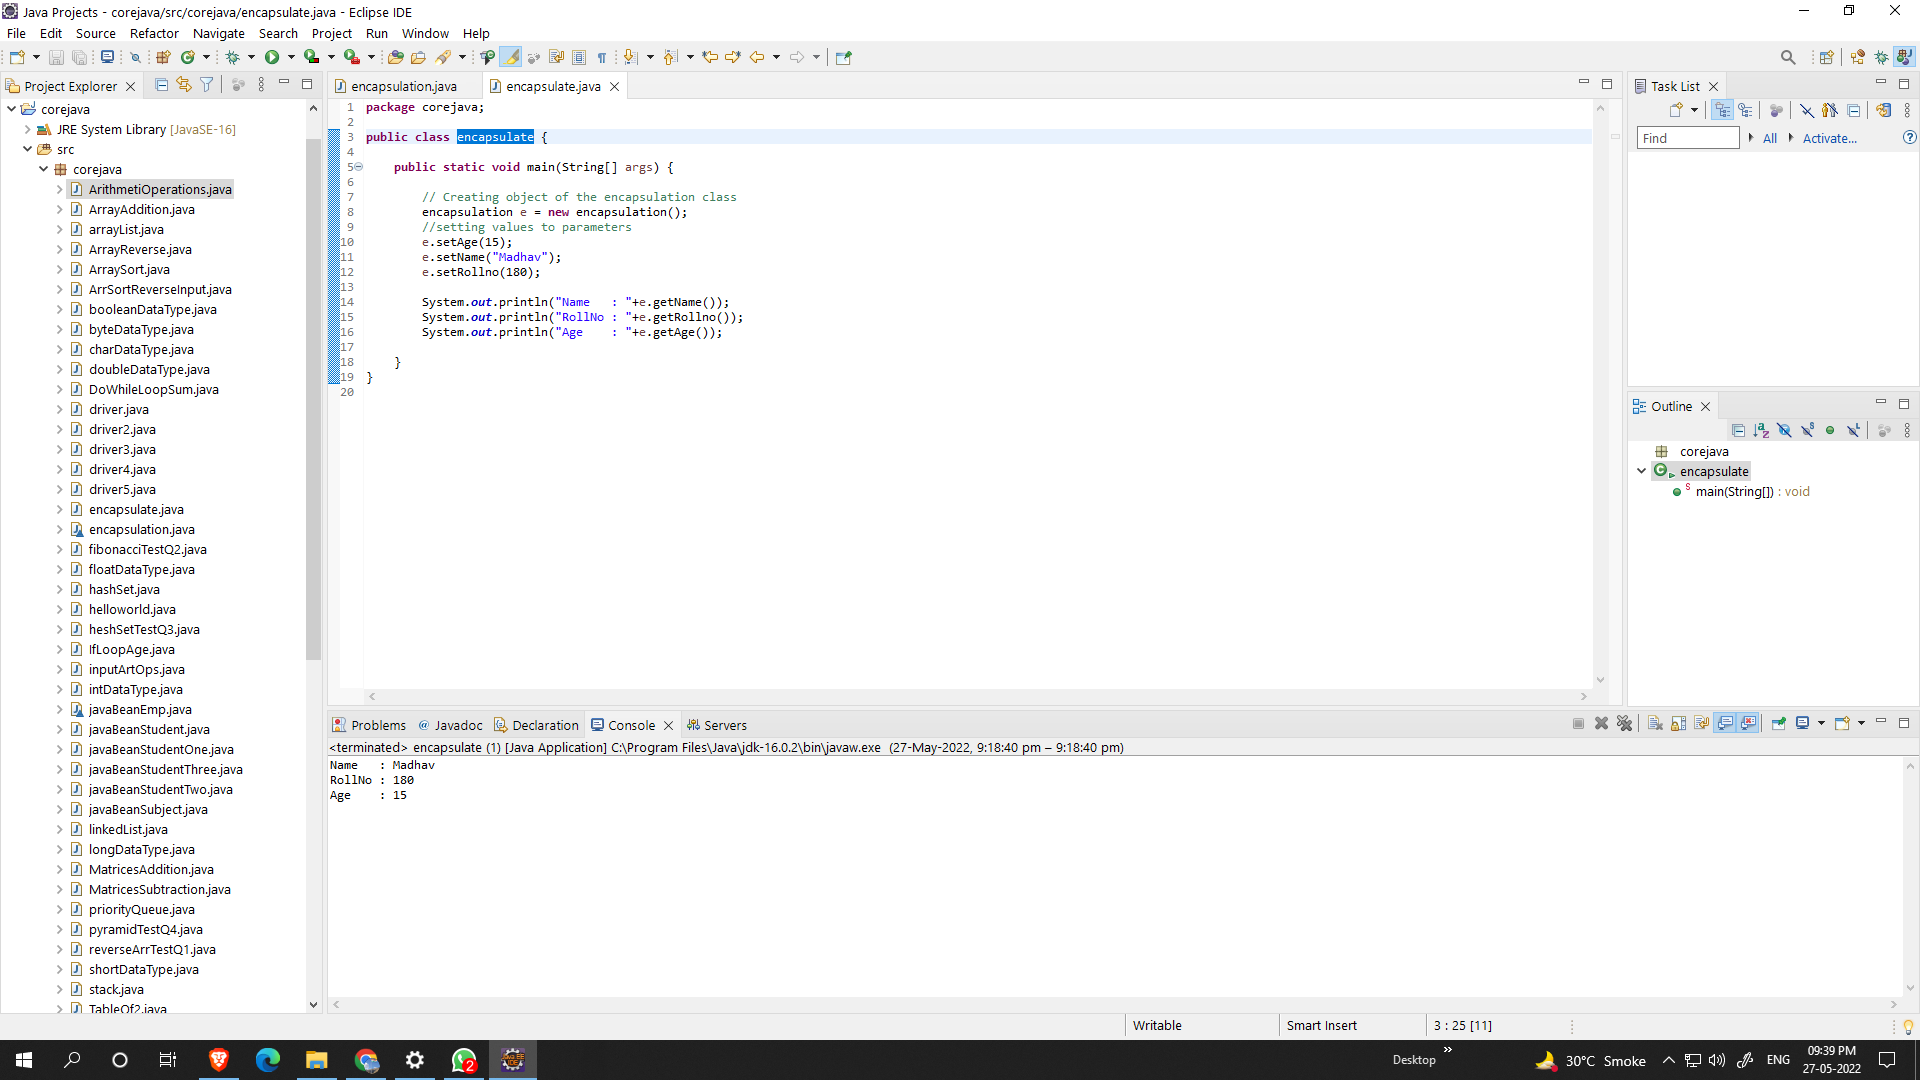 Java Projects - corejava/src/corejava/encapsulate.java - Eclipse IDE
File Edit Source Refactor Navigate Search Project Run Window Help
Project Explorer
corejava
JRE System Library [JavaSE-16]
src
corejava
ArithmetiOperations.java
ArrayAddition.java
arrayList.java
ArrayReverse.java
ArraySort.java
ArrSortReverseInput.java
booleanDataType.java
byteDataType.java
charDataType.java
doubleDataType.java
DoWhileLoopSum.java
driver.java
driver2.java
driver3.java
driver4.java
driver5.java
encapsulate.java
encapsulation.java
fibonacciTestQ2.java
floatDataType.java
hashSet.java
helloworld.java
heshSetTestQ3.java
IfLoopAge.java
inputArtOps.java
intDataType.java
javaBeanEmp.java
javaBeanStudent.java
javaBeanStudentOne.java
javaBeanStudentThree.java
javaBeanStudentTwo.java
javaBeanSubject.java
linkedList.java
longDataType.java
MatricesAddition.java
MatricesSubtraction.java
priorityQueue.java
pyramidTestQ4.java
reverseArrTestQ1.java
shortDataType.java
stack.java
TableOf2.java
encapsulation.java encapsulate.java
1 package corejava;
2
3 public class encapsulate {
4
5 public static void main(String[] args) {
6
7 // Creating object of the encapsulation class
8 encapsulation e = new encapsulation();
9 //setting values to parameters
10 e.setAge(15);
11 e.setName("Madhav");
12 e.setRollno(180);
13
14 System.out.println("Name   : "+e.getName());
15 System.out.println("RollNo : "+e.getRollno());
16 System.out.println("Age    : "+e.getAge());
17
18 }
19 }
20
Problems Javadoc Declaration Console Servers
<terminated> encapsulate (1) [Java Application] C:\Program Files\Java\jdk-16.0.2\bin\javaw.exe (27-May-2022, 9:18:40 pm – 9:18:40 pm)
Name   : Madhav
RollNo : 180
Age    : 15
Task List
Find All Activate...
Outline
corejava
encapsulate
main(String[]) : void
Writable Smart Insert 3 : 25 [11]
Desktop 30°C Smoke ENG 09:39 PM
27-05-2022